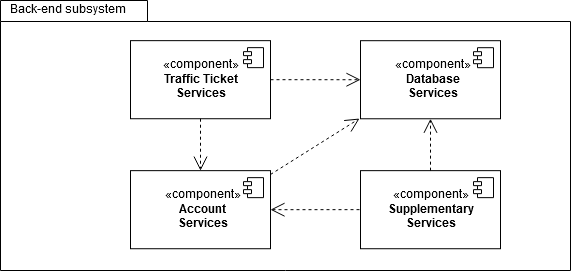 Back-end subsystem
«component»
Traffic Ticket
Services
«component»
Database
Services
«component»
Account
Services
«component»
Supplementary
Services